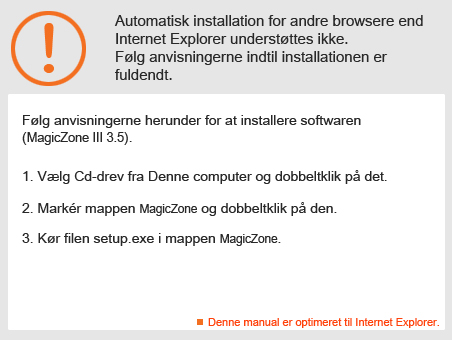 Automatisk installation for andre browsere end
Internet Explorer understøttes ikke.
Følg anvisningerne indtil installationen er
fuldendt.
Følg anvisningerne herunder for at installere softwaren
(MagicZone III 3.5).
1. Vælg Cd-drev fra Denne computer og dobbeltklik på det.
2. Markér mappen MagicZone og dobbeltklik på den.
3. Kør filen setup.exe i mappen MagicZone.
Denne manual er optimeret til Internet Explorer.